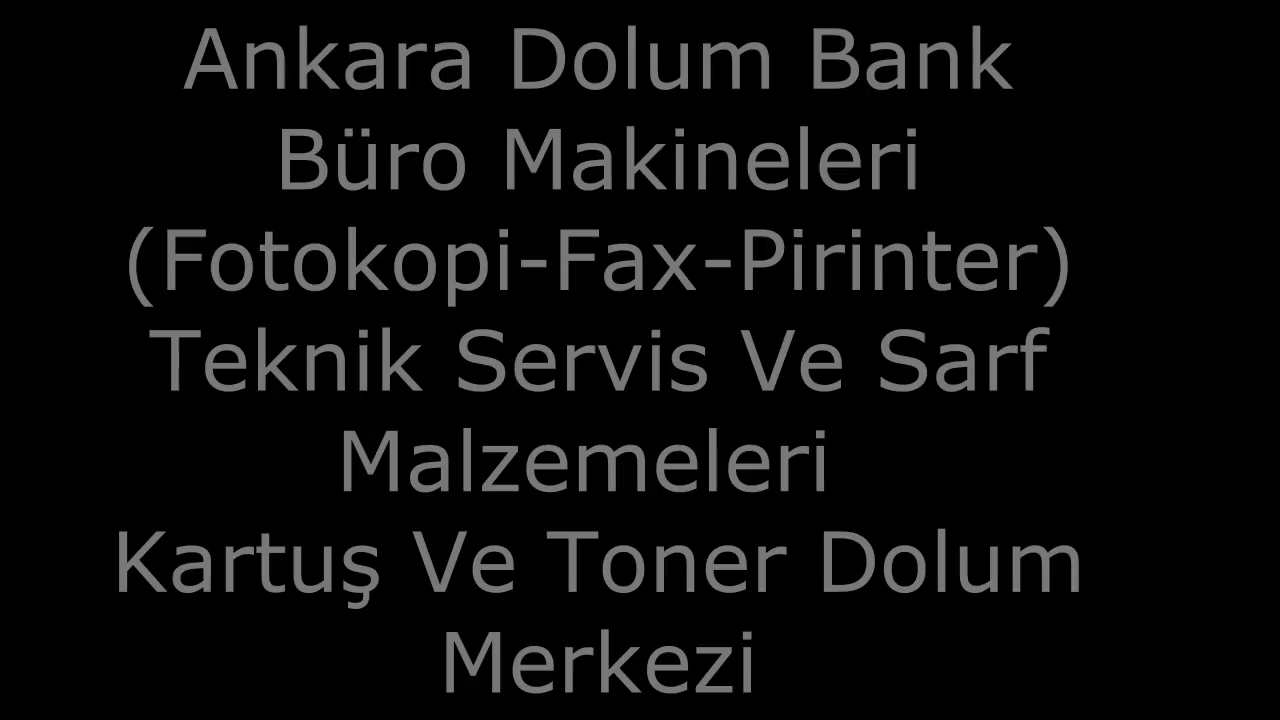 Ankara Dolum Bank
Büro Makineleri
(Fotokopi-Fax-Pirinter)
Teknik Servis Ve Sarf
Malzemeleri
Kartuş Ve Toner Dolum
Merkezi